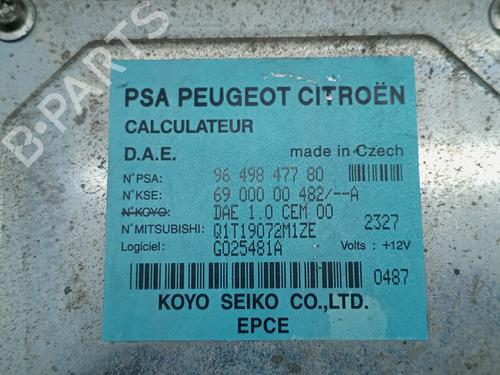 B-PARTS
PSA PEUGEOT CITROËN
CALCULATEUR
D.A.E. made in Czech
N°PSA: 96 498 477 80
N°KSE: 69 000 00 482/--A
N°KOYO: DAE 1.0 CEM 00
N°MITSUBISHI: Q1T19072M1ZE 2327
Logiciel: G025481A Volts : +12V
0487
KOYO SEIKO CO.,LTD.
EPCE